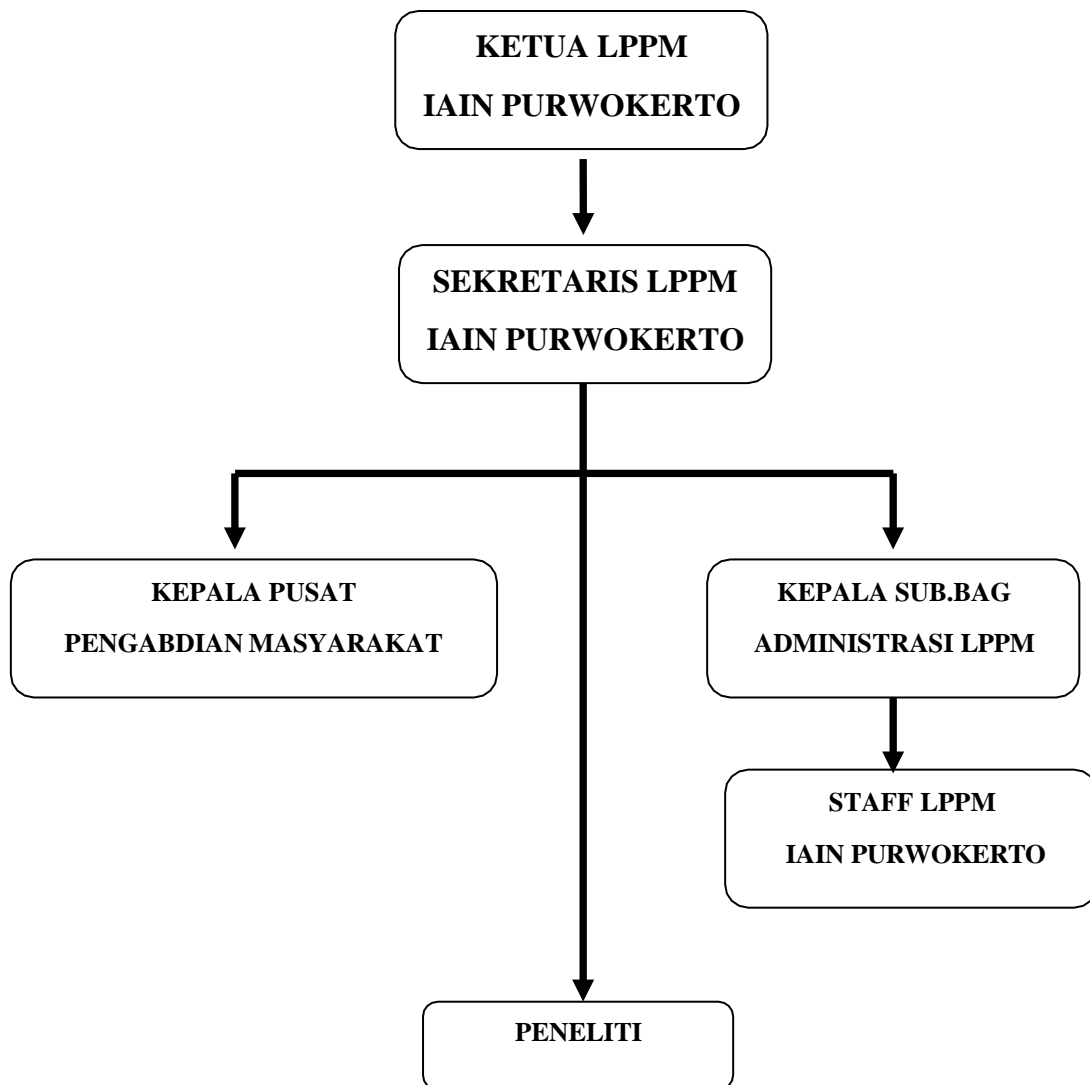 KETUA LPPM
IAIN PURWOKERTO
SEKRETARIS LPPM
IAIN PURWOKERTO
KEPALA PUSAT
PENGABDIAN MASYARAKAT
KEPALA SUB.BAG
ADMINISTRASI LPPM
STAFF LPPM
IAIN PURWOKERTO
PENELITI